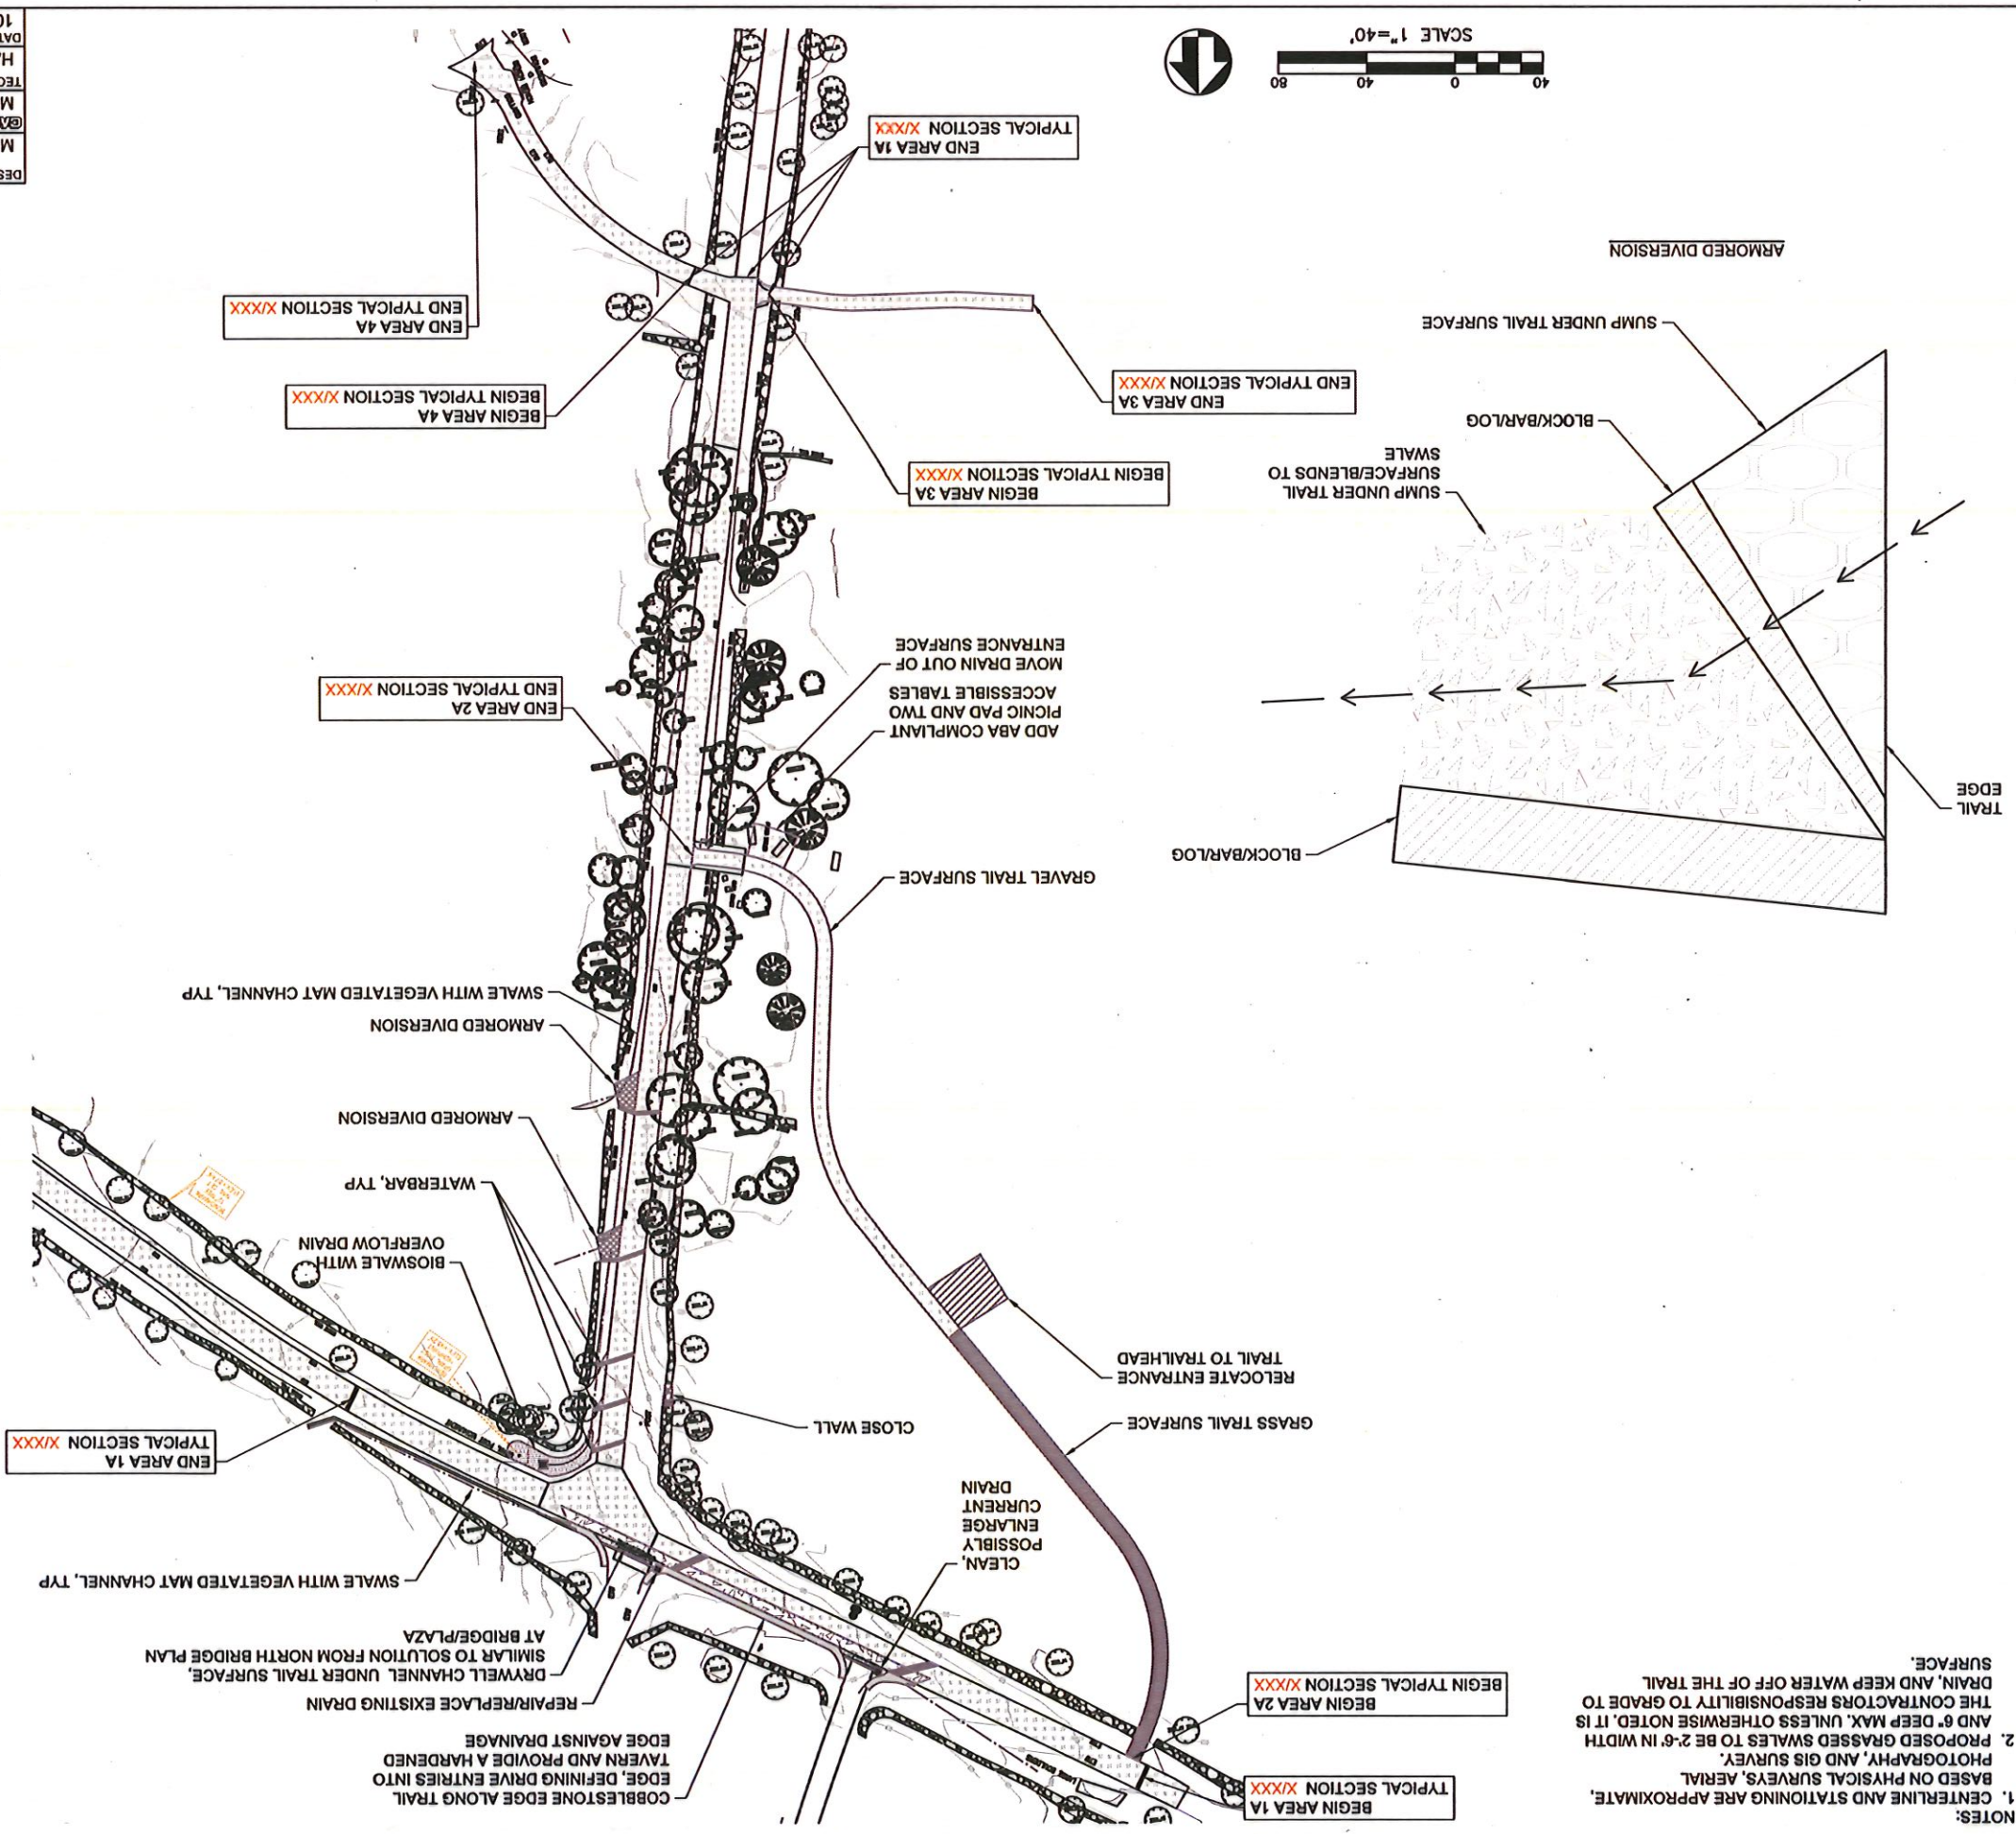 NOTES:
1. CENTERLINE AND STATIONING ARE APPROXIMATE,
BASED ON PHYSICAL SURVEYS, AERIAL
PHOTOGRAPHY, AND GIS SURVEY.
2. PROPOSED GRASSED SWALES TO BE 2'-6' IN WIDTH
AND 6" DEEP MAX. UNLESS OTHERWISE NOTED, IT IS
THE CONTRACTORS RESPONSIBILITY TO GRADE TO
DRAIN, AND KEEP WATER OFF OF THE TRAIL
SURFACE.
BEGIN AREA 1A
TYPICAL SECTION X/XXX
BEGIN AREA 2A
BEGIN TYPICAL SECTION X/XXX
COBBLESTONE EDGE ALONG TRAIL
EDGE, DEFINING DRIVE ENTRIES INTO
TAVERN AND PROVIDE A HARDENED
EDGE AGAINST DRAINAGE
REPAIR/REPLACE EXISTING DRAIN
DRYWELL CHANNEL UNDER TRAIL SURFACE,
SIMILAR TO SOLUTION FROM NORTH BRIDGE PLAN
AT BRIDGE/PLAZA
SWALE WITH VEGETATED MAT CHANNEL, TYP
CLEAN,
POSSIBLY
ENLARGE
CURRENT
DRAIN
END AREA 1A
TYPICAL SECTION X/XXX
GRASS TRAIL SURFACE
CLOSE WALL
RELOCATE ENTRANCE
TRAIL TO TRAILHEAD
BIOSWALE WITH
OVERFLOW DRAIN
WATERBAR, TYP
ARMORED DIVERSION
ARMORED DIVERSION
SWALE WITH VEGETATED MAT CHANNEL, TYP
GRAVEL TRAIL SURFACE
BLOCK/BAR/LOG
TRAIL
EDGE
ADD ABA COMPLIANT
PICNIC PAD AND TWO
ACCESSIBLE TABLES
MOVE DRAIN OUT OF
ENTRANCE SURFACE
END AREA 2A
END TYPICAL SECTION X/XXX
SUMP UNDER TRAIL
SURFACE/BLENDS TO
SWALE
BLOCK/BAR/LOG
SUMP UNDER TRAIL SURFACE
ARMORED DIVERSION
BEGIN AREA 3A
BEGIN TYPICAL SECTION X/XXX
END AREA 3A
END TYPICAL SECTION X/XXX
BEGIN AREA 4A
BEGIN TYPICAL SECTION X/XXX
END AREA 4A
END TYPICAL SECTION X/XXX
END AREA 1A
TYPICAL SECTION X/XXX
40 0 40 80
SCALE 1"=40'